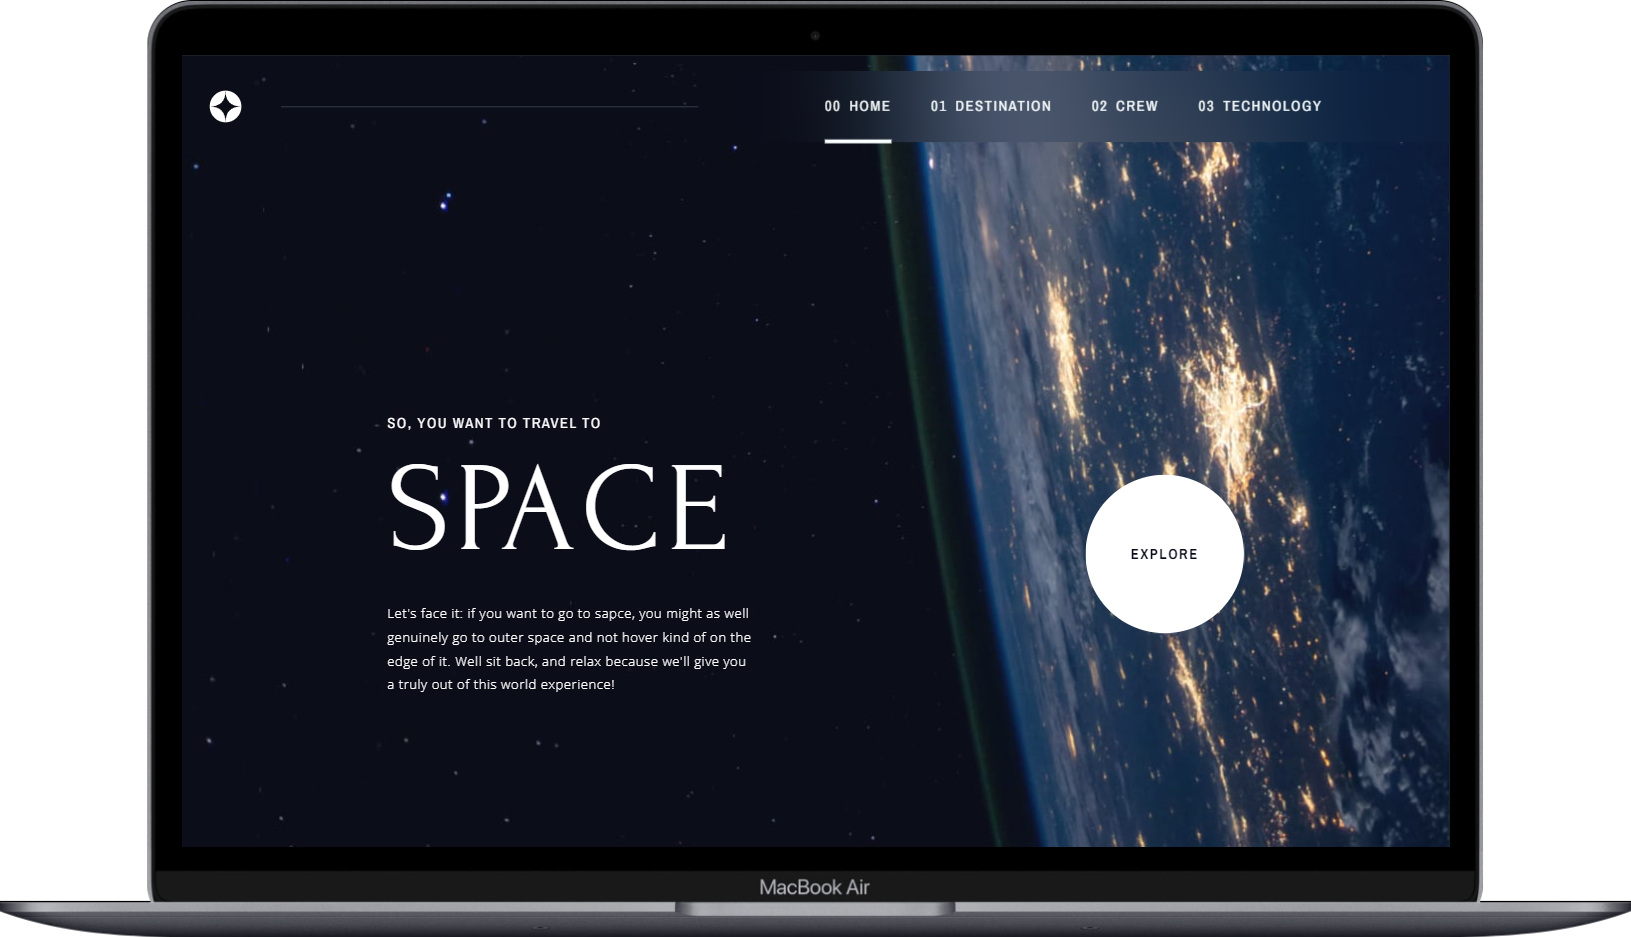 00 HOME 01 DESTINATION 02 CREW 03 TECHNOLOGY
SO, YOU WANT TO TRAVEL TO
SPACE
Let's face it: if you want to go to sapce, you might as well
genuinely go to outer space and not hover kind of on the
edge of it. Well sit back, and relax because we'll give you
a truly out of this world experience!
EXPLORE
MacBook Air